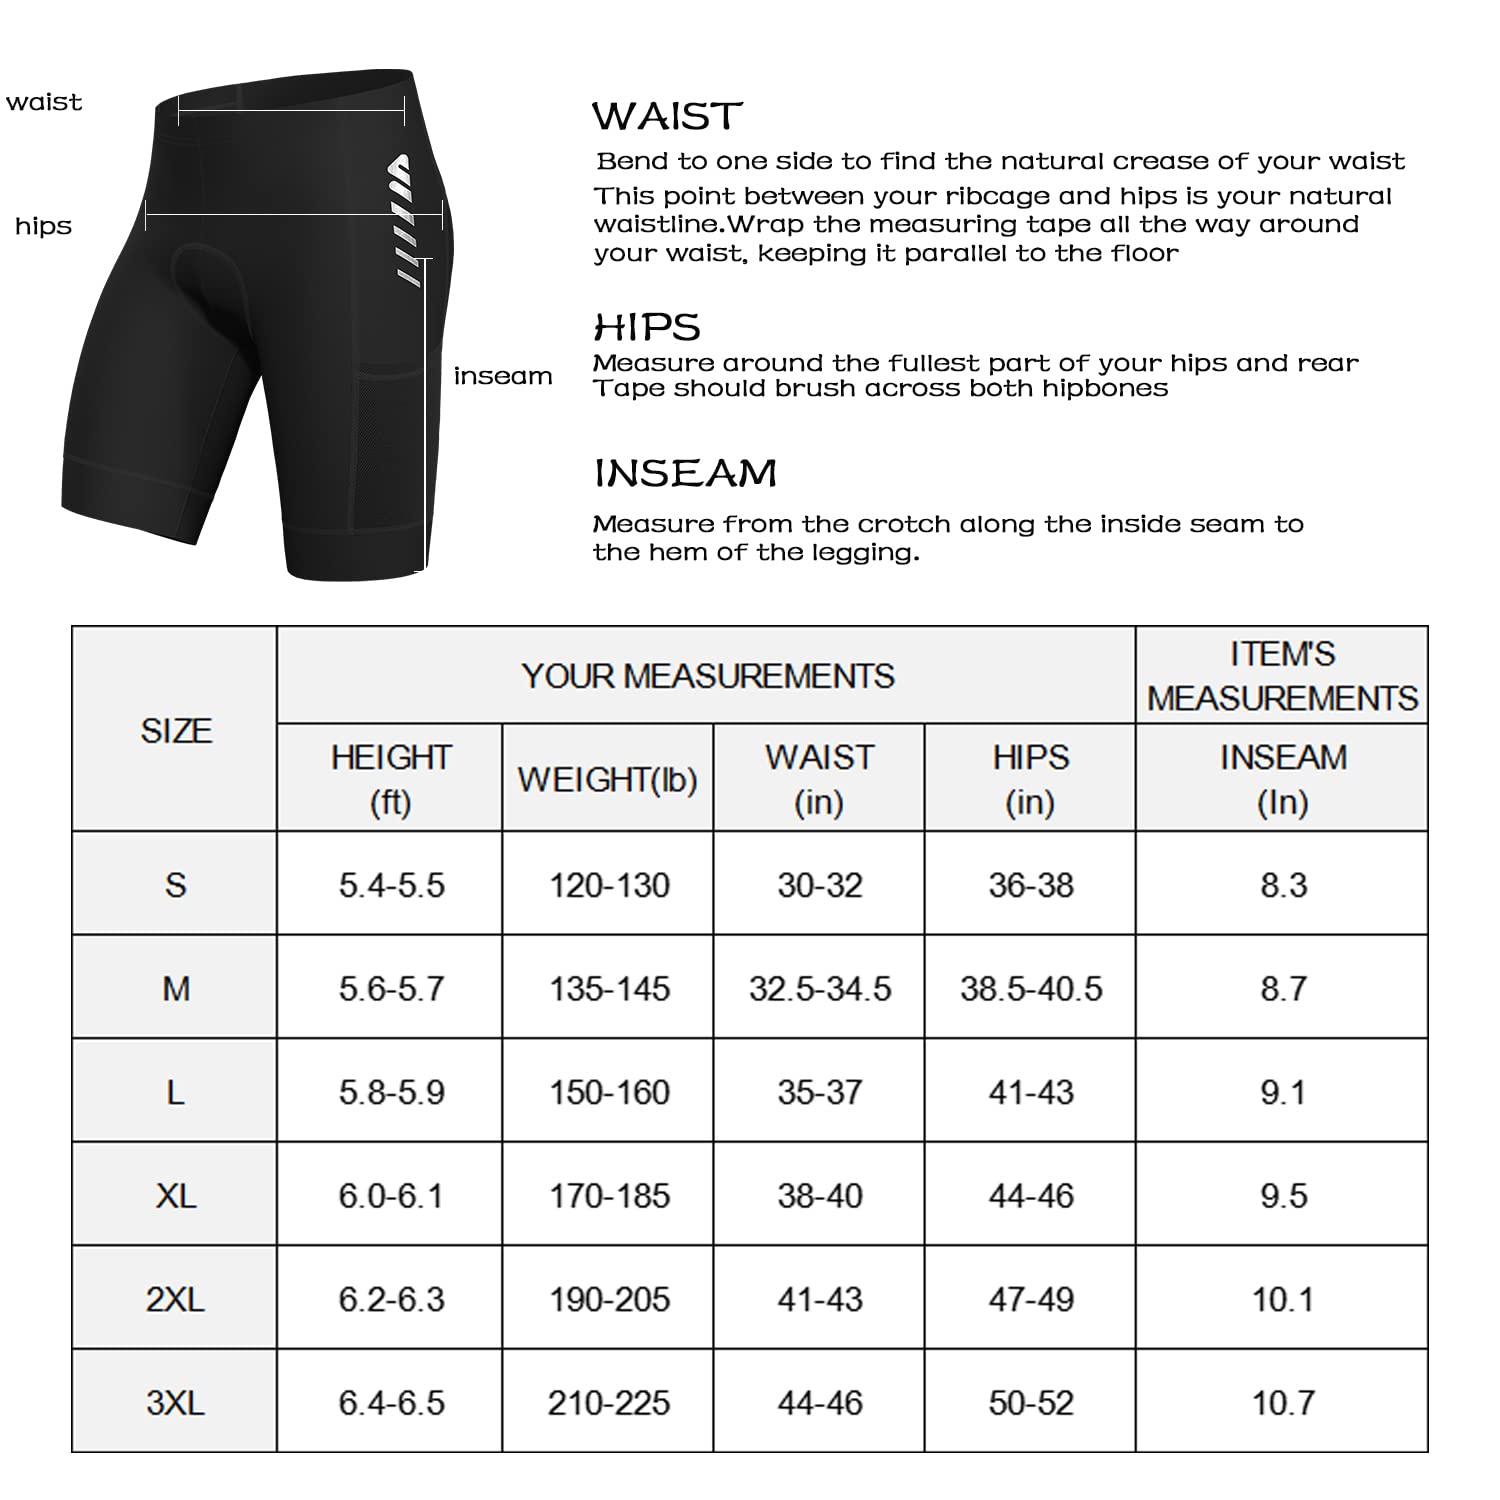 waist
hips
inseam
WAIST
Bend to one side to find the natural crease of your waist
This point between your ribcage and hips is your natural
waistline.Wrap the measuring tape all the way around
your waist, keeping it parallel to the floor
HIPS
Measure around the fullest part of your hips and rear
Tape should brush across both hipbones
INSEAM
Measure from the crotch along the inside seam to
the hem of the legging.
SIZE
YOUR MEASUREMENTS
ITEM'S
MEASUREMENTS
HEIGHT
(ft)
WEIGHT(lb)
WAIST
(in)
HIPS
(in)
INSEAM
(In)
S 5.4-5.5 120-130 30-32 36-38 8.3
M 5.6-5.7 135-145 32.5-34.5 38.5-40.5 8.7
L 5.8-5.9 150-160 35-37 41-43 9.1
XL 6.0-6.1 170-185 38-40 44-46 9.5
2XL 6.2-6.3 190-205 41-43 47-49 10.1
3XL 6.4-6.5 210-225 44-46 50-52 10.7